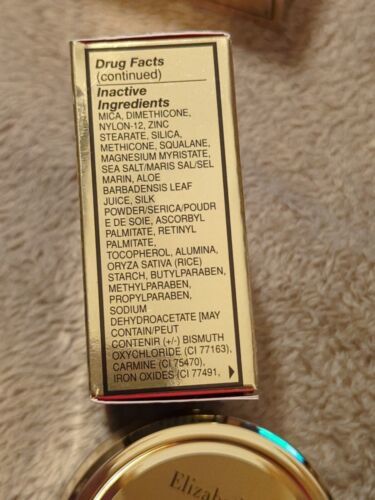 Drug Facts
(continued)
Inactive
Ingredients
MICA, DIMETHICONE,
NYLON-12, ZINC
STEARATE, SILICA,
METHICONE, SQUALANE,
MAGNESIUM MYRISTATE,
SEA SALT/MARIS SAL/SEL
MARIN, ALOE
BARBADENSIS LEAF
JUICE, SILK
POWDER/SERICA/POUDR
E DE SOIE, ASCORBYL
PALMITATE, RETINYL
PALMITATE,
TOCOPHEROL, ALUMINA,
ORYZA SATIVA (RICE)
STARCH, BUTYLPARABEN,
METHYLPARABEN,
PROPYLPARABEN,
SODIUM
DEHYDROACETATE [MAY
CONTAIN/PEUT
CONTENIR (+/-) BISMUTH
OXYCHLORIDE (CI 77163),
CARMINE (CI 75470),
IRON OXIDES (CI 77491,
Elizab